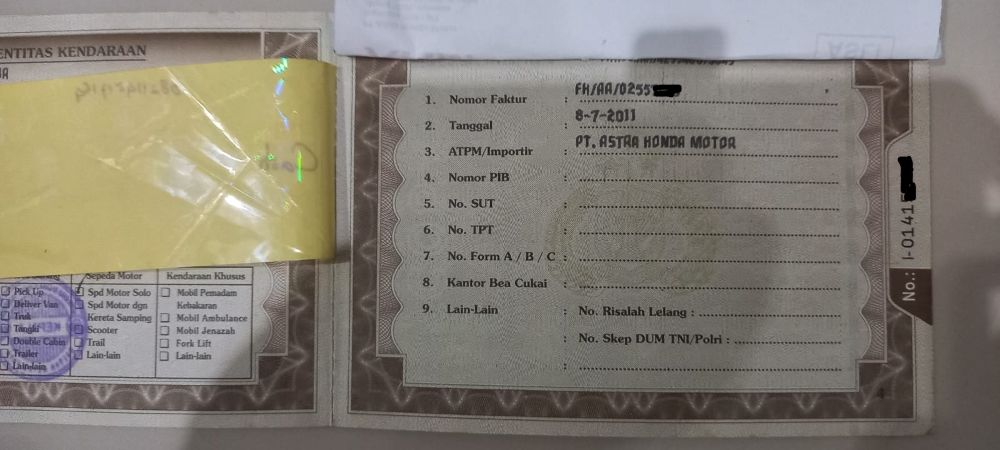 ENTITAS KENDARAAN
Sepeda Motor
Kendaraan Khusus
Pick Up
Spd Motor Solo
Mobil Pemadam
Deliver Van
Spd Motor dgn
Kebakaran
Truk
Kereta Samping
Mobil Ambulance
Tangki
Scooter
Mobil Jenazah
Double Cabin
Trail
Fork Lift
Trailer
Lain-lain
Lain-lain
Lain-lain
1. Nomor Faktur : FH/AA/0255
2. Tanggal : 8-7-2011
3. ATPM/Importir : PT. ASTRA HONDA MOTOR
4. Nomor PIB :
5. No. SUT :
6. No. TPT :
7. No. Form A / B / C :
8. Kantor Bea Cukai :
9. Lain-Lain : No. Risalah Lelang :
: No. Skep DUM TNI/Polri :
:
4
No.: I-0141